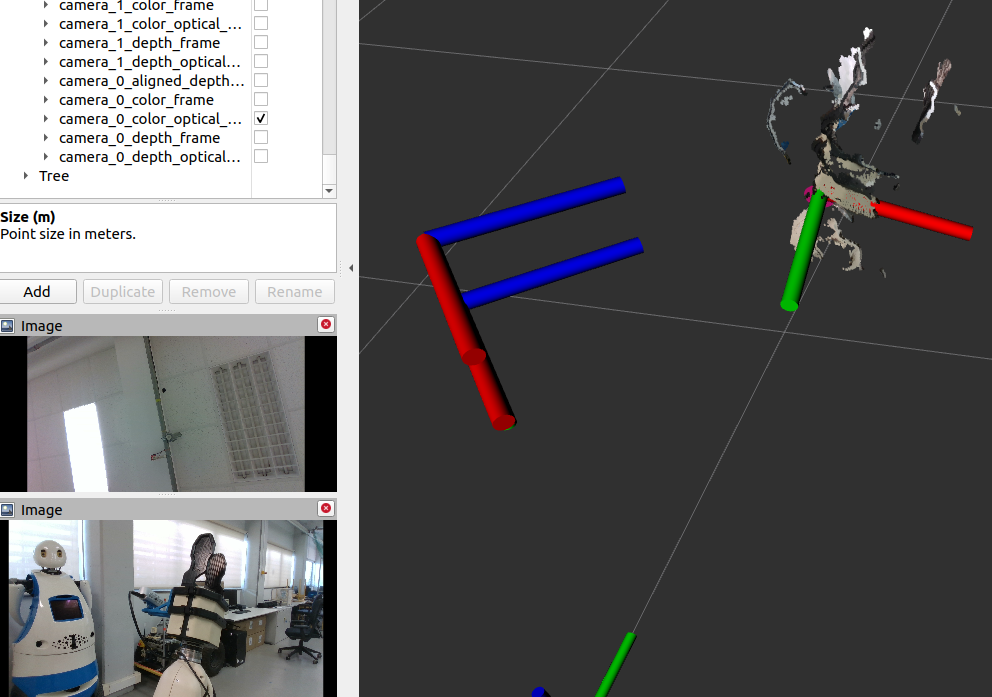 camera_1_color_frame
camera_1_color_optical_...
camera_1_depth_frame
camera_1_depth_optical...
camera_0_aligned_depth...
camera_0_color_frame
camera_0_color_optical_...
camera_0_depth_frame
camera_0_depth_optical...
Tree
Size (m)
Point size in meters.
Add Duplicate Remove Rename
Image
Image